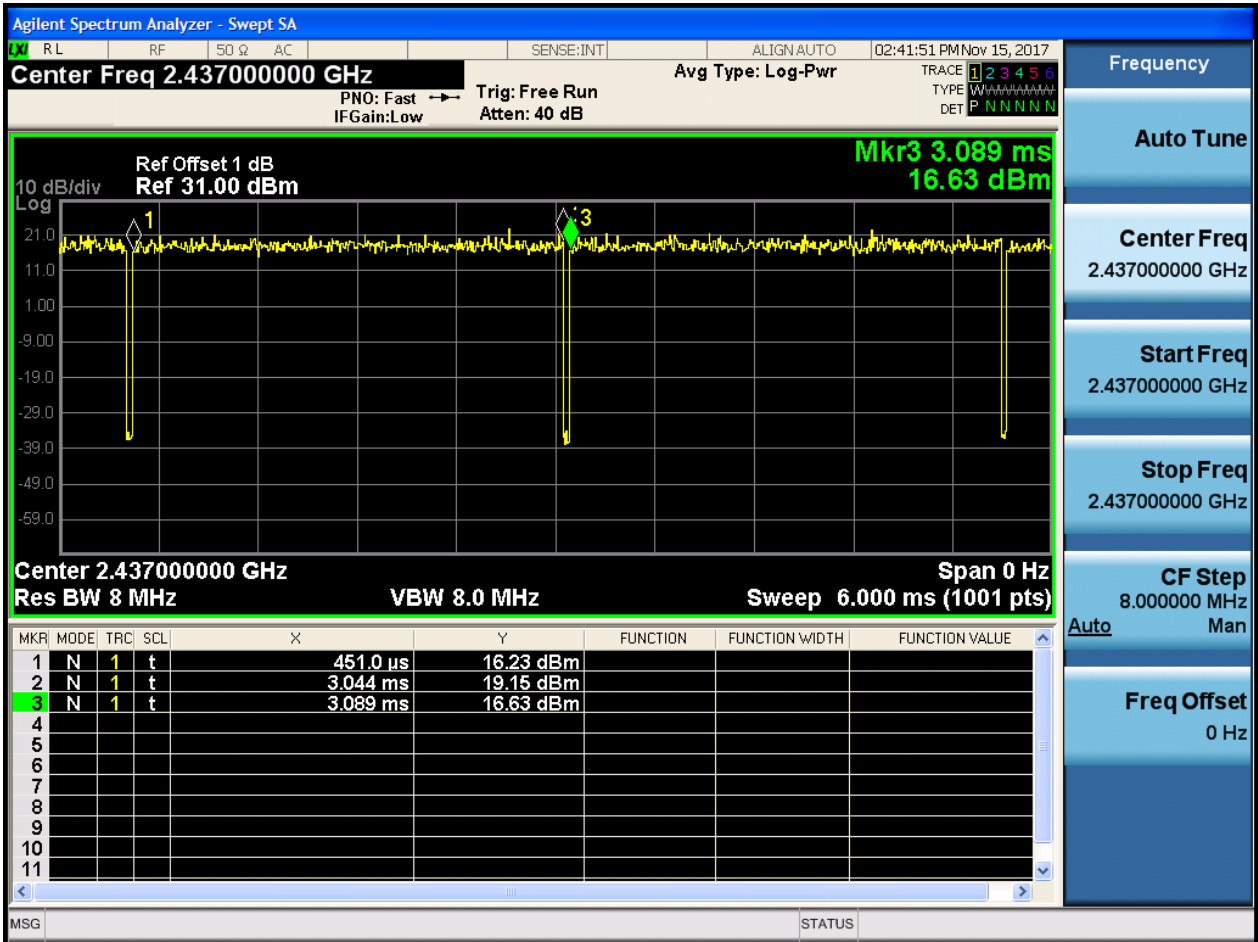 Agilent Spectrum Analyzer - Swept SA
LXI RL RF 50 Ω AC SENSE:INT ALIGN AUTO 02:41:51 PM Nov 15, 2017
Center Freq 2.437000000 GHz
PNO: Fast
IFGain:Low
Trig: Free Run
Atten: 40 dB
Avg Type: Log-Pwr
TRACE 1 2 3 4 5 6
TYPE W
DET P N N N N N
Mkr3 3.089 ms
16.63 dBm
Ref Offset 1 dB
10 dB/div Ref 31.00 dBm
Log
1
3
21.0
11.0
1.00
-9.00
-19.0
-29.0
-39.0
-49.0
-59.0
Center 2.437000000 GHz Span 0 Hz
Res BW 8 MHz VBW 8.0 MHz Sweep 6.000 ms (1001 pts)
MKR MODE TRC SCL X Y FUNCTION FUNCTION WIDTH FUNCTION VALUE
1 N 1 t 451.0 µs 16.23 dBm
2 N 1 t 3.044 ms 19.15 dBm
3 N 1 t 3.089 ms 16.63 dBm
4
5
6
7
8
9
10
11
MSG STATUS
Frequency
Auto Tune
Center Freq
2.437000000 GHz
Start Freq
2.437000000 GHz
Stop Freq
2.437000000 GHz
CF Step
8.000000 MHz
Auto Man
Freq Offset
0 Hz